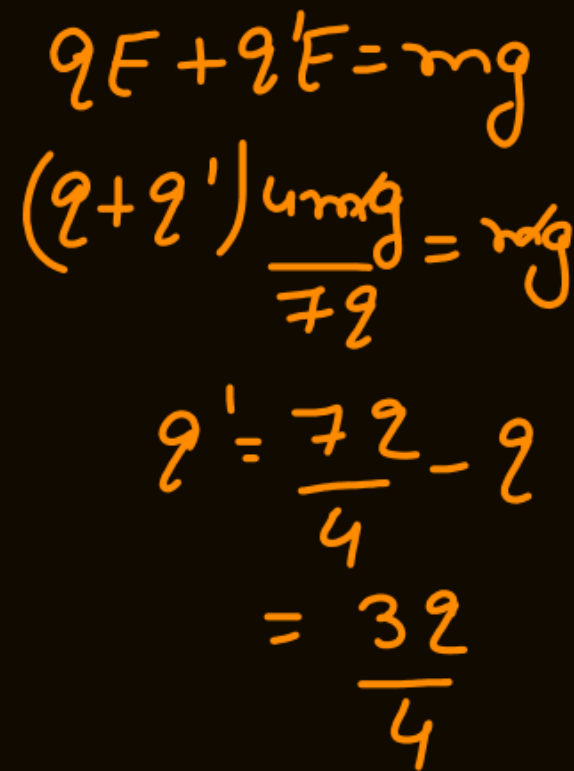 qE + q'E = mg
(q + q') 4mg/7q = mg
q' = 7q/4 - q
= 3q/4